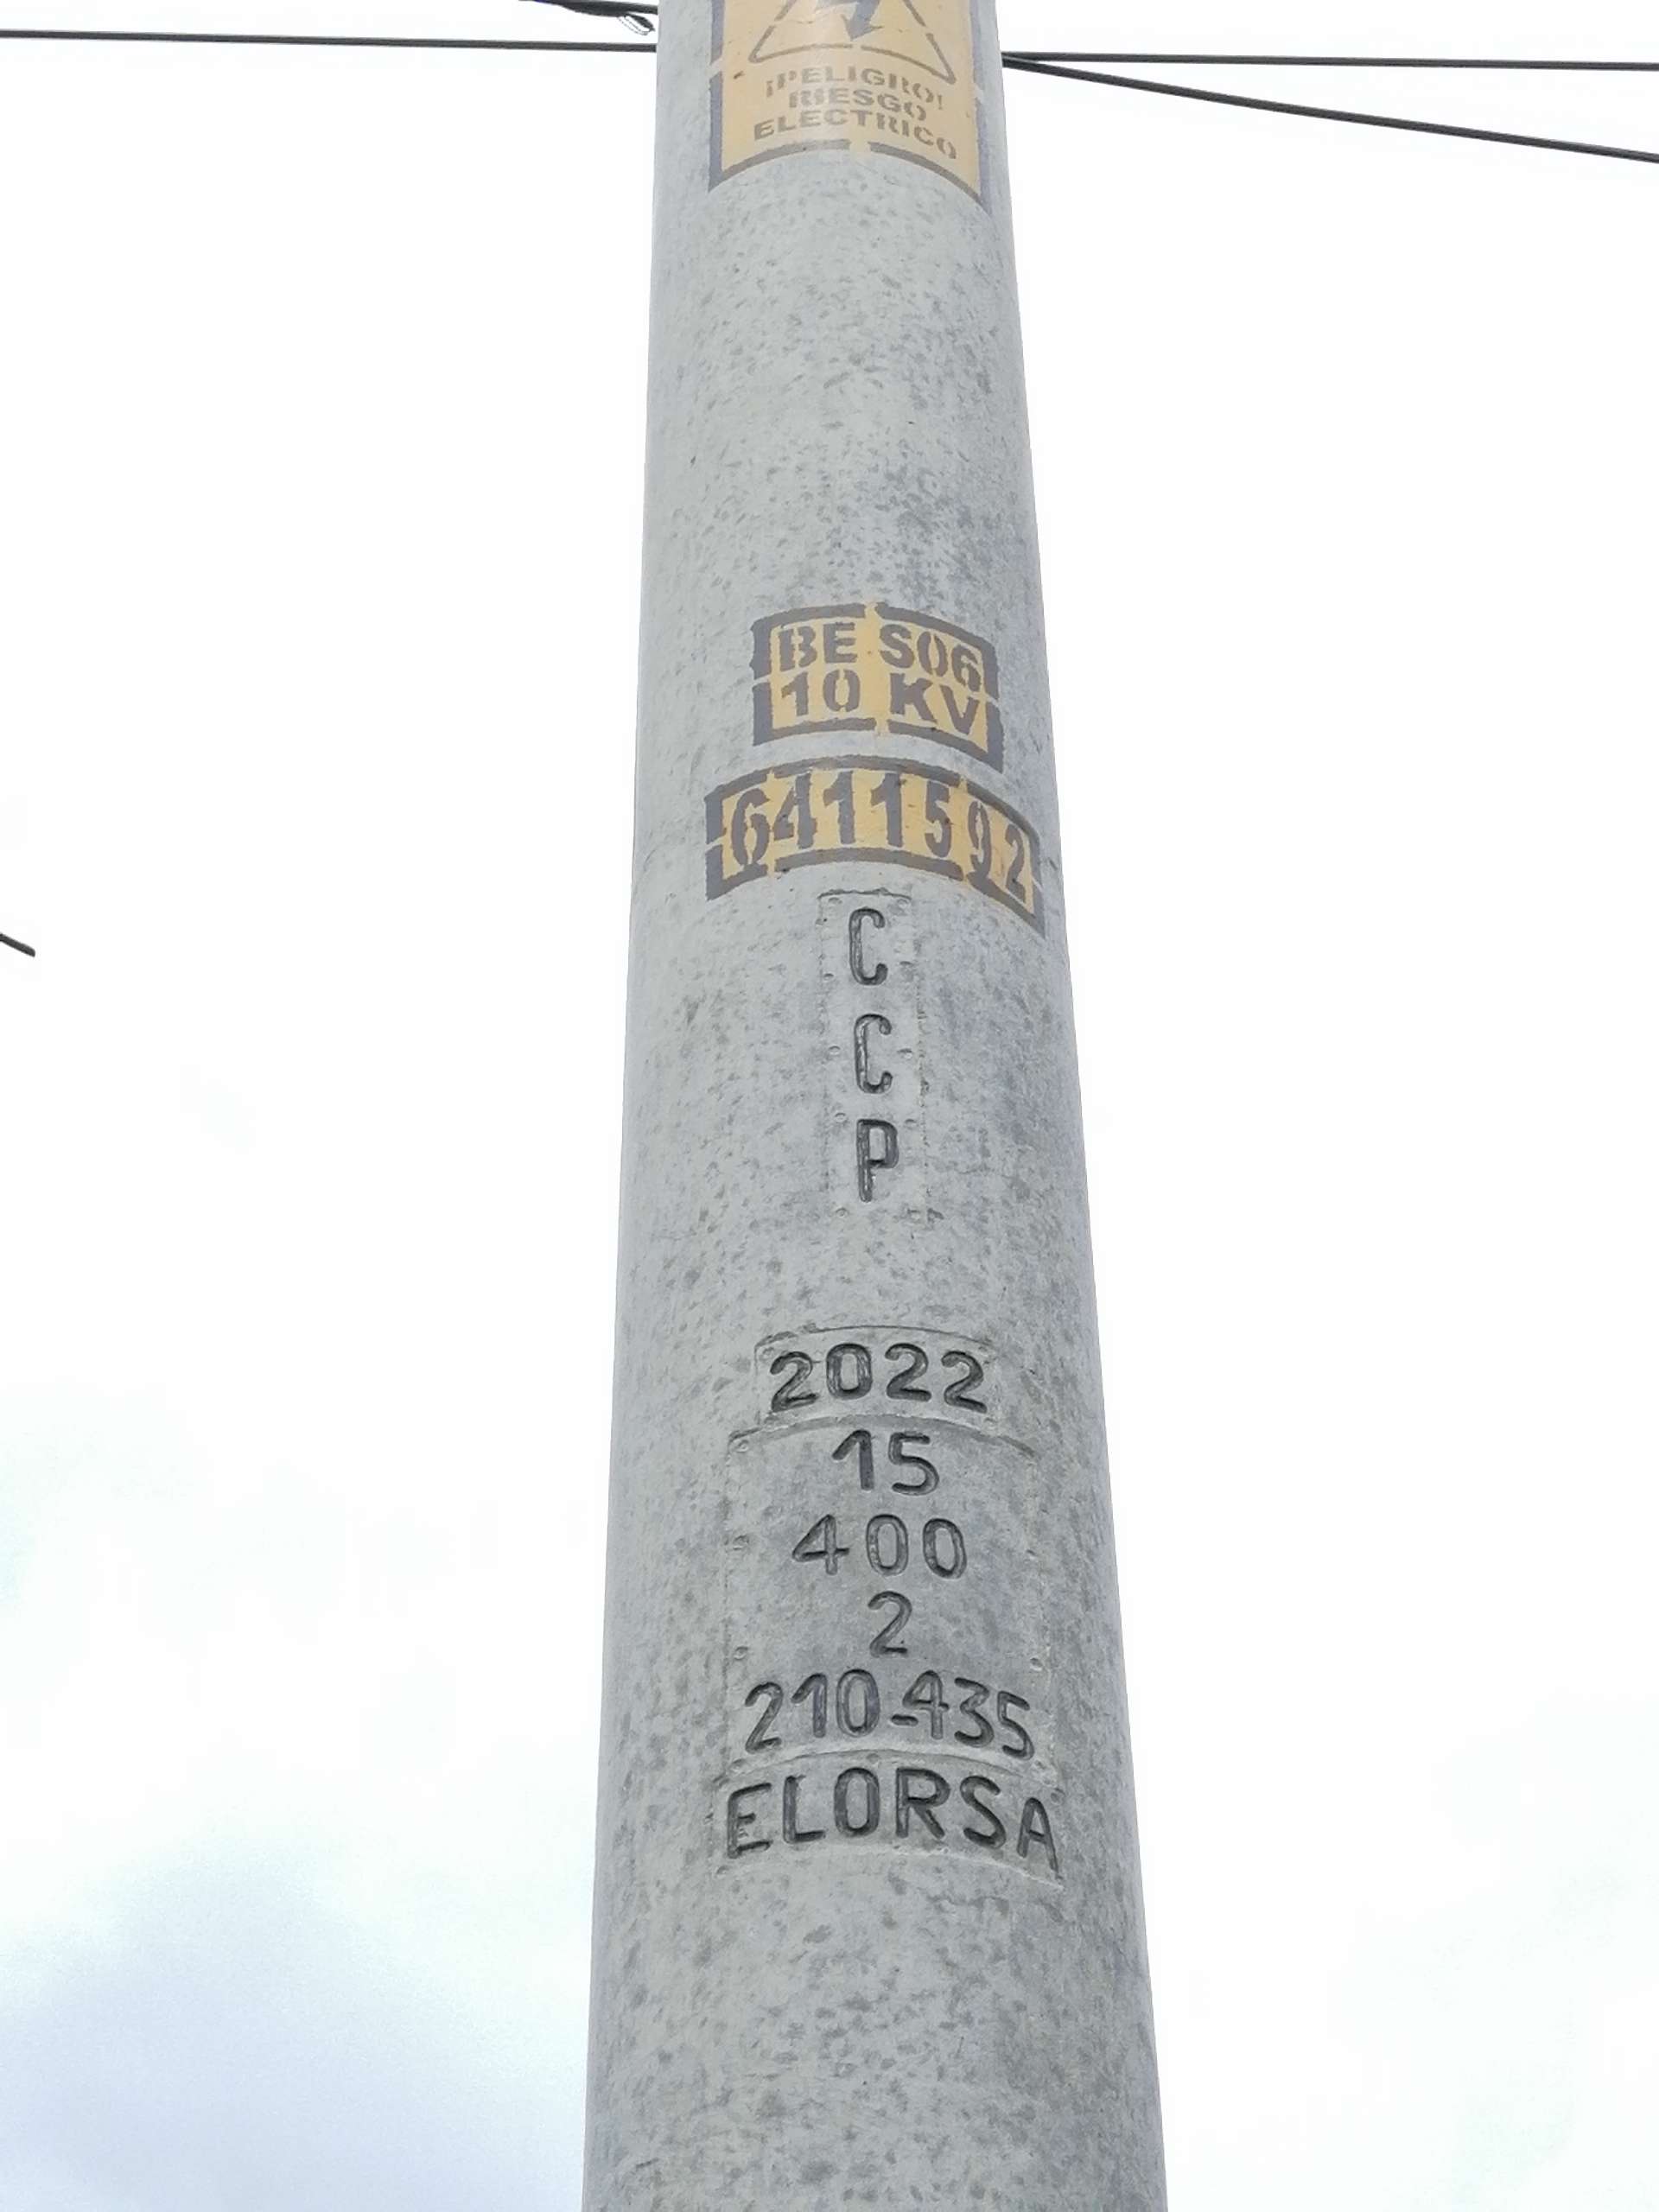 ¡PELIGRO!
RIESGO
ELECTRICO
BE S06
10 KV
6411592
C
C
P
2022
15
400
2
210-435
ELORSA